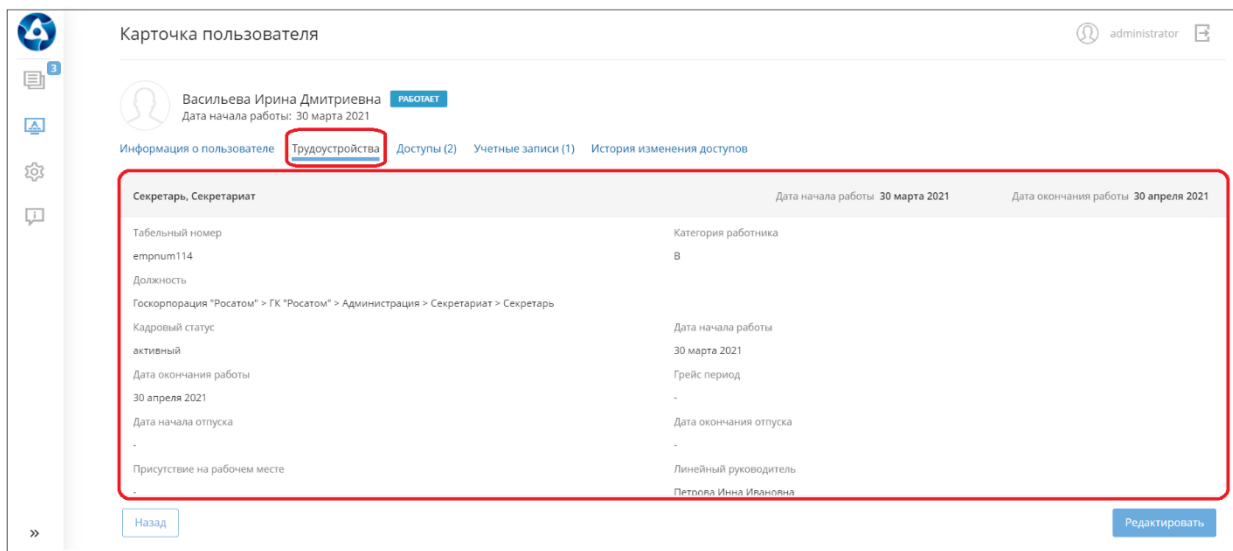 Карточка пользователя
administrator
3
Васильева Ирина Дмитриевна РАБОТАЕТ
Дата начала работы: 30 марта 2021
Информация о пользователе Трудоустройства Доступы (2) Учетные записи (1) История изменения доступов
Секретарь, Секретариат Дата начала работы 30 марта 2021 Дата окончания работы 30 апреля 2021
Табельный номер Категория работника
empnum114 B
Должность
Госкорпорация "Росатом" > ГК "Росатом" > Администрация > Секретариат > Секретарь
Кадровый статус Дата начала работы
активный 30 марта 2021
Дата окончания работы Грейс период
30 апреля 2021 -
Дата начала отпуска Дата окончания отпуска
- -
Присутствие на рабочем месте Линейный руководитель
- Петрова Инна Ивановна
Назад Редактировать
»